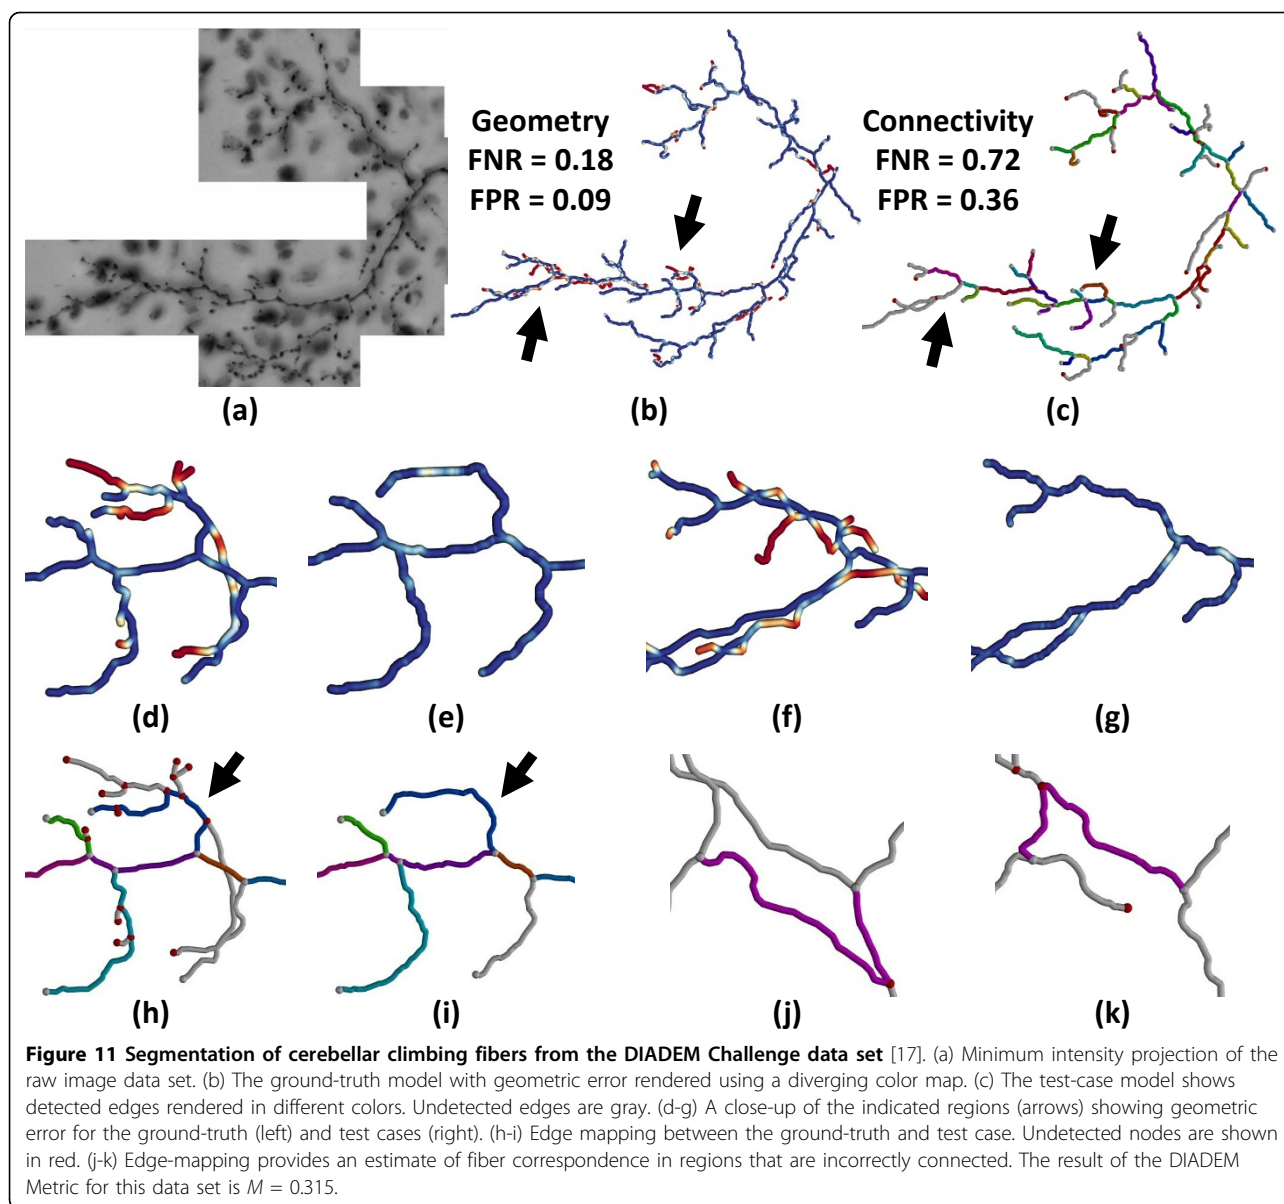 Geometry
FNR = 0.18
FPR = 0.09
Connectivity
FNR = 0.72
FPR = 0.36
(a)
(b)
(c)
(d)
(e)
(f)
(g)
(h)
(i)
(j)
(k)
Figure 11 Segmentation of cerebellar climbing fibers from the DIADEM Challenge data set [17]. (a) Minimum intensity projection of the
raw image data set. (b) The ground-truth model with geometric error rendered using a diverging color map. (c) The test-case model shows
detected edges rendered in different colors. Undetected edges are gray. (d-g) A close-up of the indicated regions (arrows) showing geometric
error for the ground-truth (left) and test cases (right). (h-i) Edge mapping between the ground-truth and test case. Undetected nodes are shown
in red. (j-k) Edge-mapping provides an estimate of fiber correspondence in regions that are incorrectly connected. The result of the DIADEM
Metric for this data set is M = 0.315.